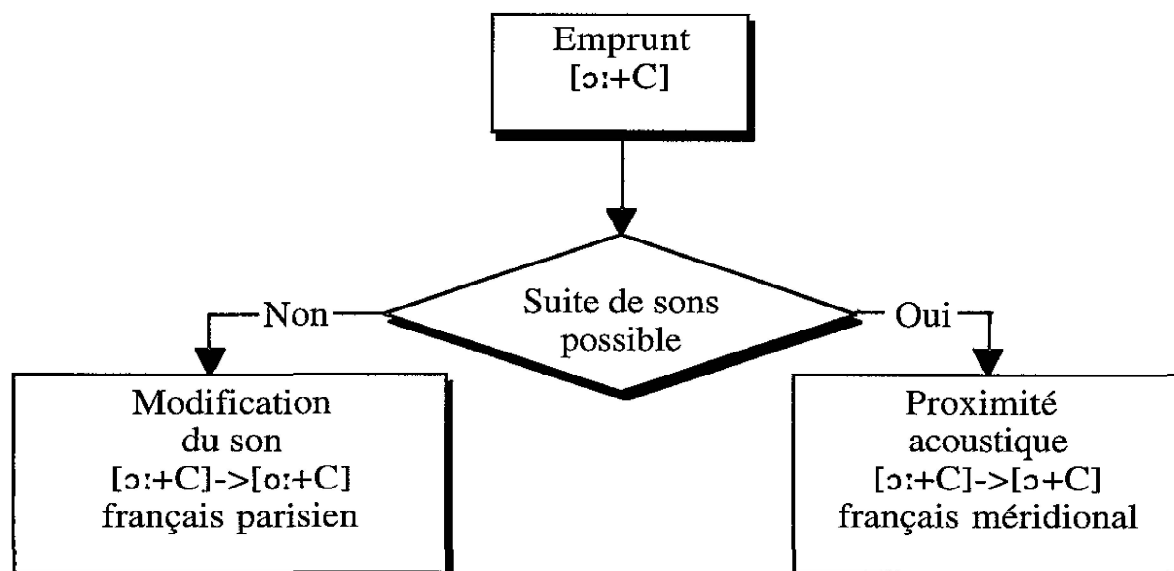 Emprunt
[ɔː+C]
Suite de sons
possible
Non
Oui
Modification
du son
[ɔː+C]->[oː+C]
français parisien
Proximité
acoustique
[ɔː+C]->[ɔ+C]
français méridional